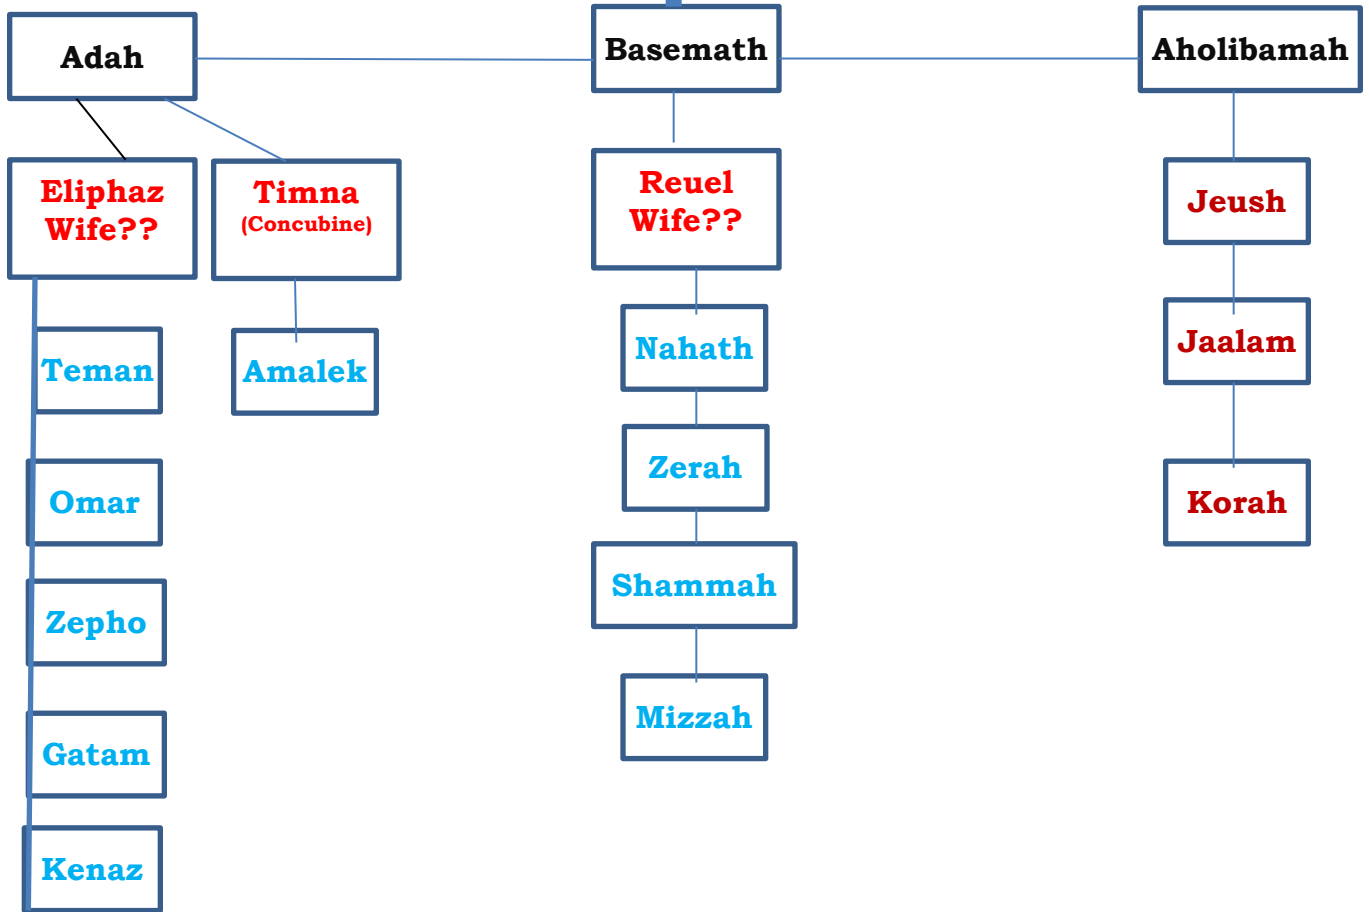 Adah
Basemath
Aholibamah
Eliphaz
Wife??
Timna
(Concubine)
Reuel
Wife??
Jeush
Teman
Amalek
Nahath
Jaalam
Omar
Zerah
Korah
Zepho
Shammah
Gatam
Mizzah
Kenaz